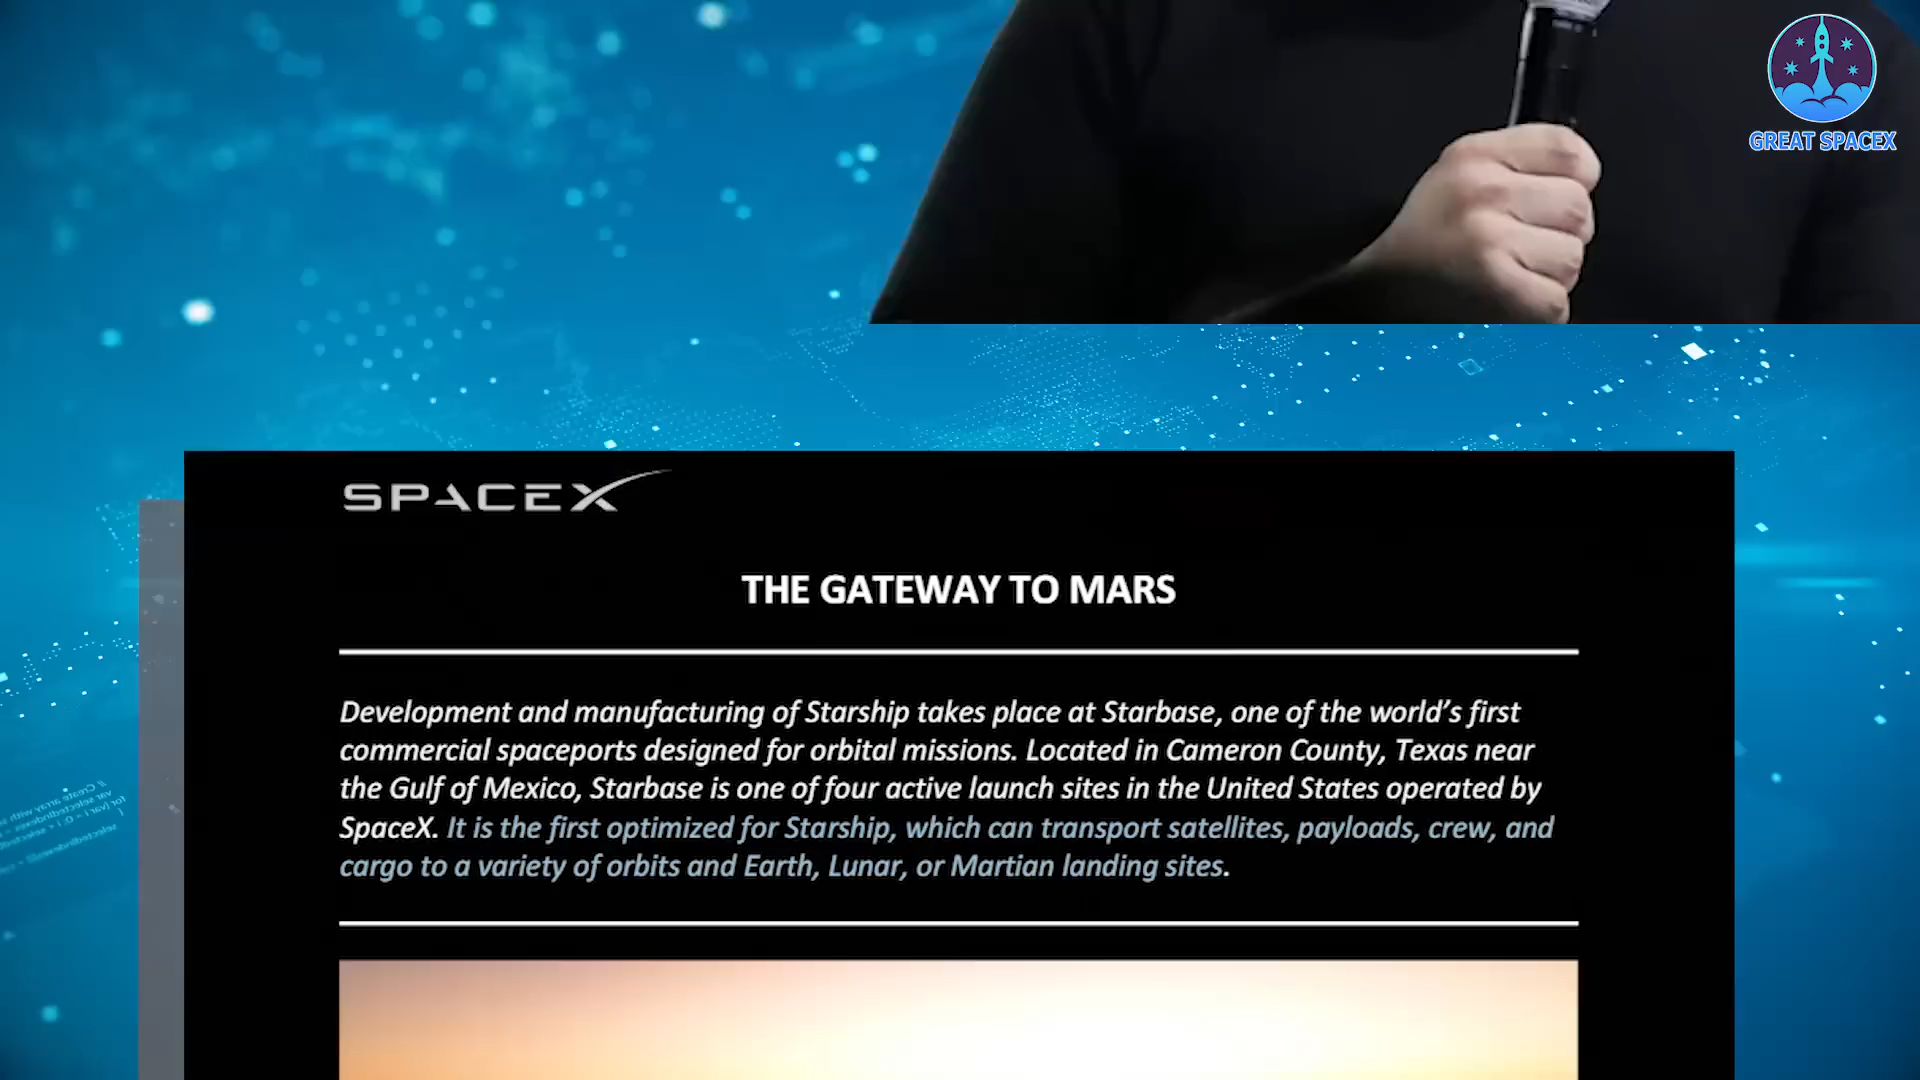 GREAT SPACEX
SPACEX
THE GATEWAY TO MARS
Development and manufacturing of Starship takes place at Starbase, one of the world's first
commercial spaceports designed for orbital missions. Located in Cameron County, Texas near
the Gulf of Mexico, Starbase is one of four active launch sites in the United States operated by
SpaceX. It is the first optimized for Starship, which can transport satellites, payloads, crew, and
cargo to a variety of orbits and Earth, Lunar, or Martian landing sites.